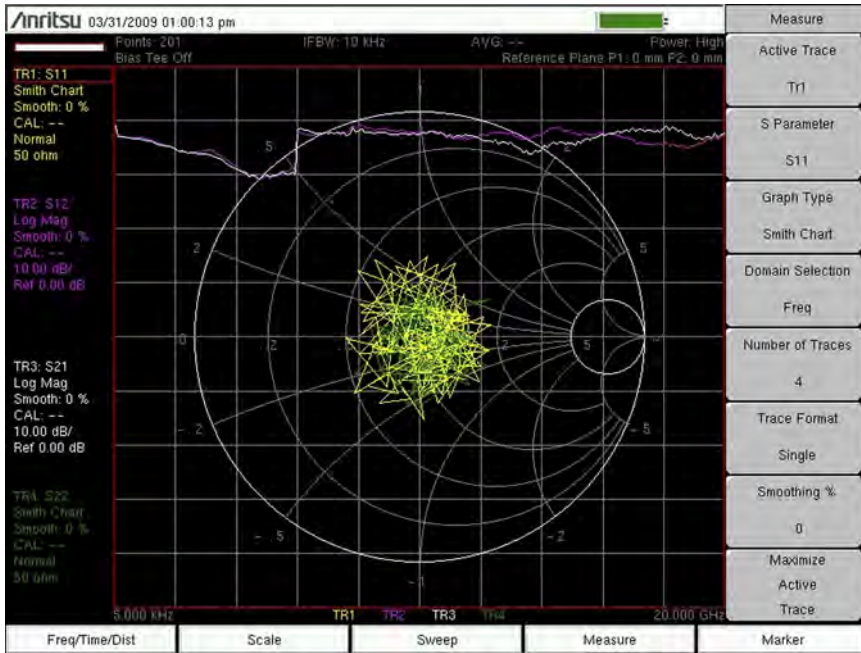 /inritsu 03/31/2009 01:00:13 pm
Points: 201 IFBW: 10 kHz AVG: -- Power: High
Bias Tee Off Reference Plane P1: 0 mm P2: 0 mm
TR1: S11
Smith Chart
Smooth: 0 %
CAL: --
Normal
50 ohm
TR2: S12
Log Mag
Smooth: 0 %
CAL: --
10.00 dB/
Ref 0.00 dB
TR3: S21
Log Mag
Smooth: 0 %
CAL: --
10.00 dB/
Ref 0.00 dB
TR4: S22
Smith Chart
Smooth: 0 %
CAL: --
Normal
50 ohm
1
.5
2
.2
5
0
.2
.5
1
2
5
-.2
-5
-.5
-2
-1
5.000 kHz TR1 TR2 TR3 TR4 20.000 GHz
Measure
Active Trace
Tr1
S Parameter
S11
Graph Type
Smith Chart
Domain Selection
Freq
Number of Traces
4
Trace Format
Single
Smoothing %
0
Maximize
Active
Trace
Freq/Time/Dist Scale Sweep Measure Marker